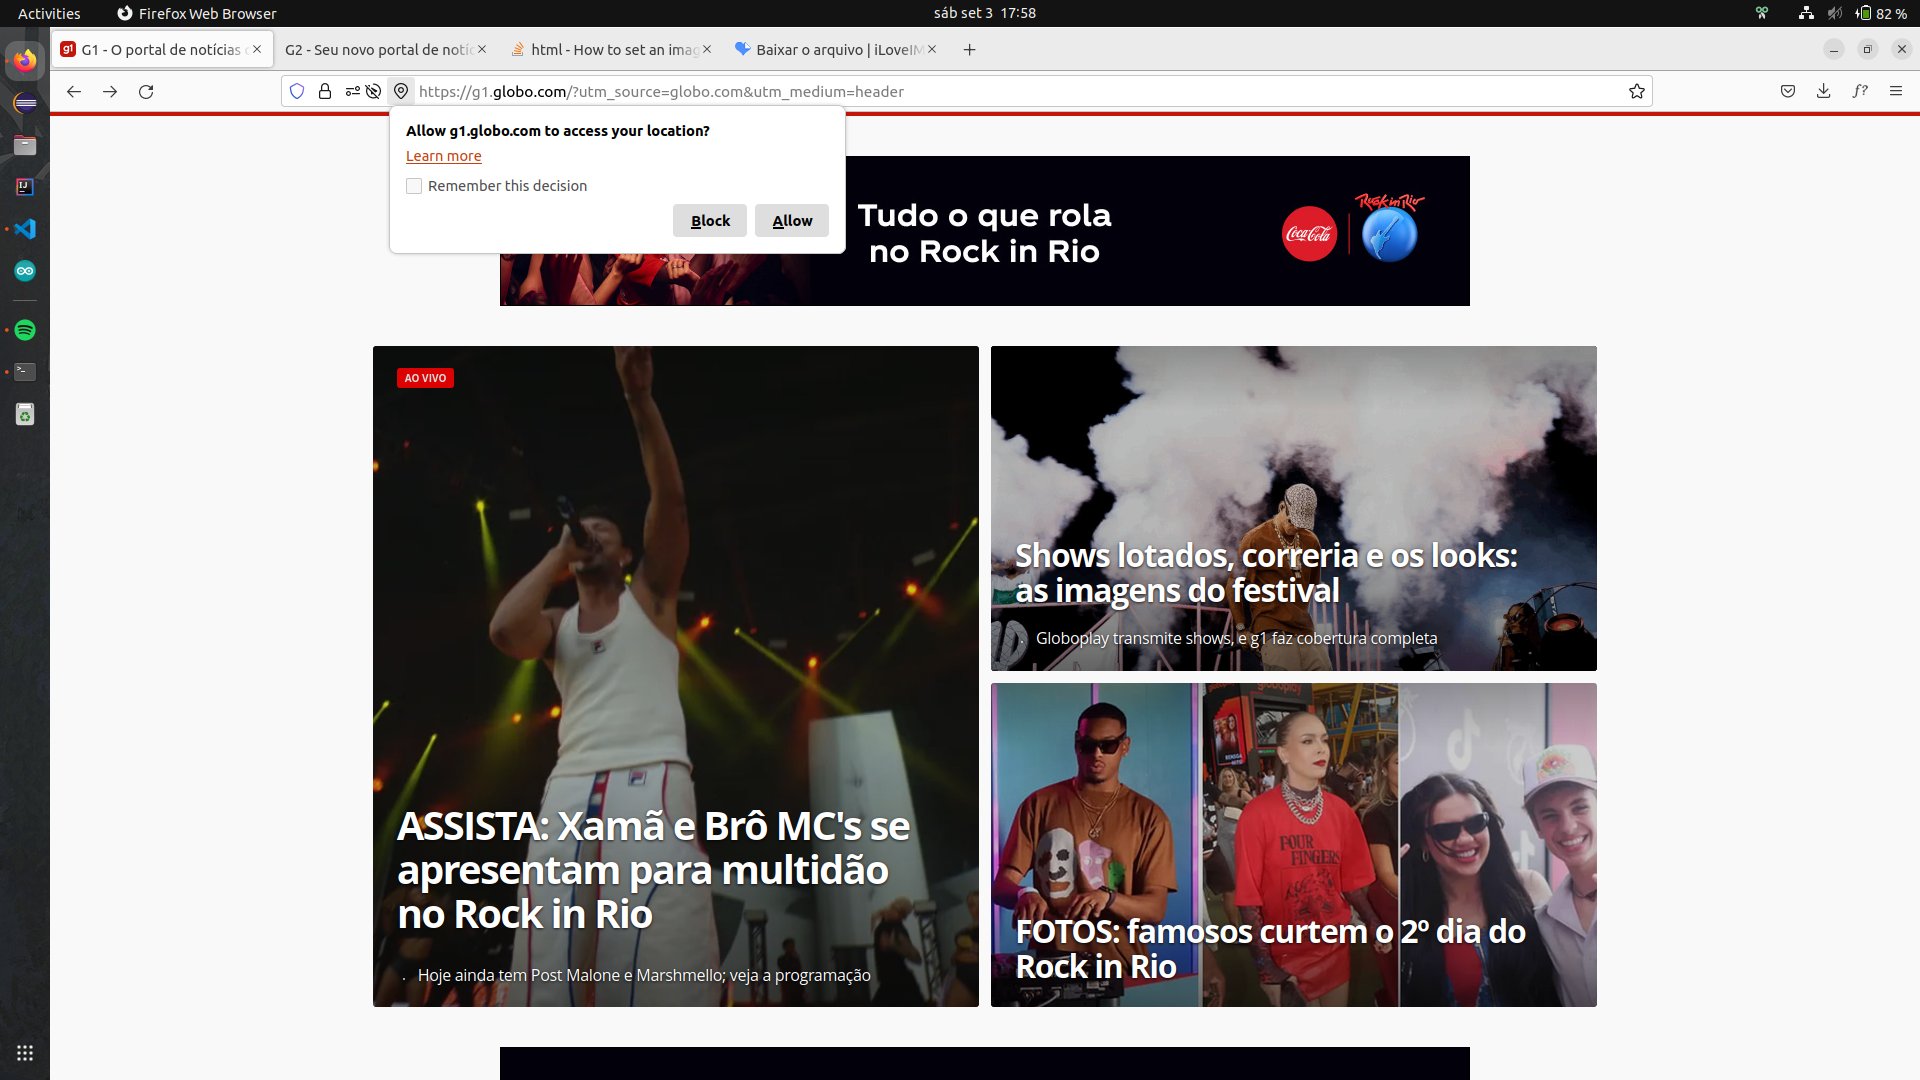 Activities
Firefox Web Browser
sáb set 3 17:58
82 %
g1
G1 - O portal de notícias
G2 - Seu novo portal de notíc
html - How to set an imag
Baixar o arquivo | iLoveIM
https://g1.globo.com/?utm_source=globo.com&utm_medium=header
Allow g1.globo.com to access your location?
Learn more
Remember this decision
Block
Allow
Tudo o que rola
no Rock in Rio
Coca-Cola
Rock in Rio
AO VIVO
ASSISTA: Xamã e Brô MC's se
apresentam para multidão
no Rock in Rio
Hoje ainda tem Post Malone e Marshmello; veja a programação
Shows lotados, correria e os looks:
as imagens do festival
Globoplay transmite shows, e g1 faz cobertura completa
FOUR
FINGERS
FOTOS: famosos curtem o 2º dia do
Rock in Rio